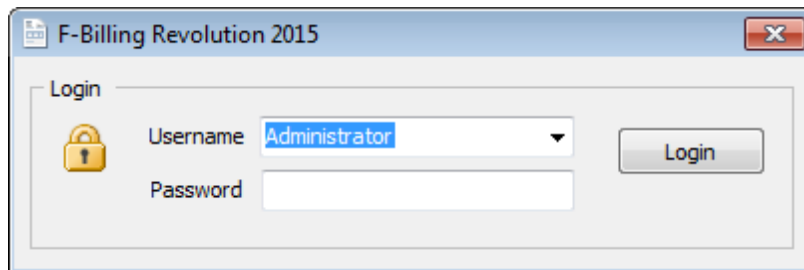 F-Billing Revolution 2015
Login
Username Administrator
Login
Password